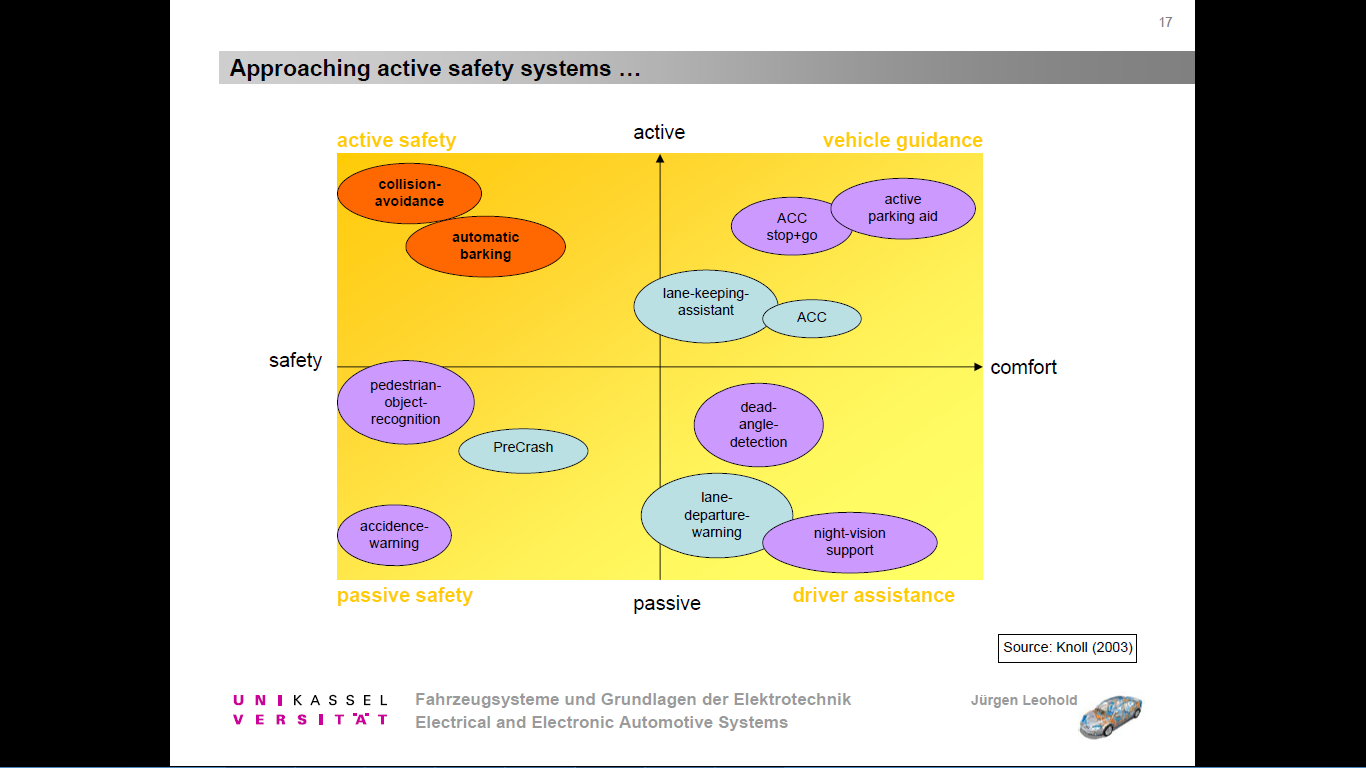 17
Approaching active safety systems …
active
active safety
vehicle guidance
collision-
avoidance
automatic
barking
ACC
stop+go
active
parking aid
lane-keeping-
assistant
ACC
safety
comfort
pedestrian-
object-
recognition
PreCrash
dead-
angle-
detection
accidence-
warning
lane-
departure-
warning
night-vision
support
passive safety
passive
driver assistance
Source: Knoll (2003)
UNIKASSEL
VERSITÄT
Fahrzeugsysteme und Grundlagen der Elektrotechnik
Electrical and Electronic Automotive Systems
Jürgen Leohold